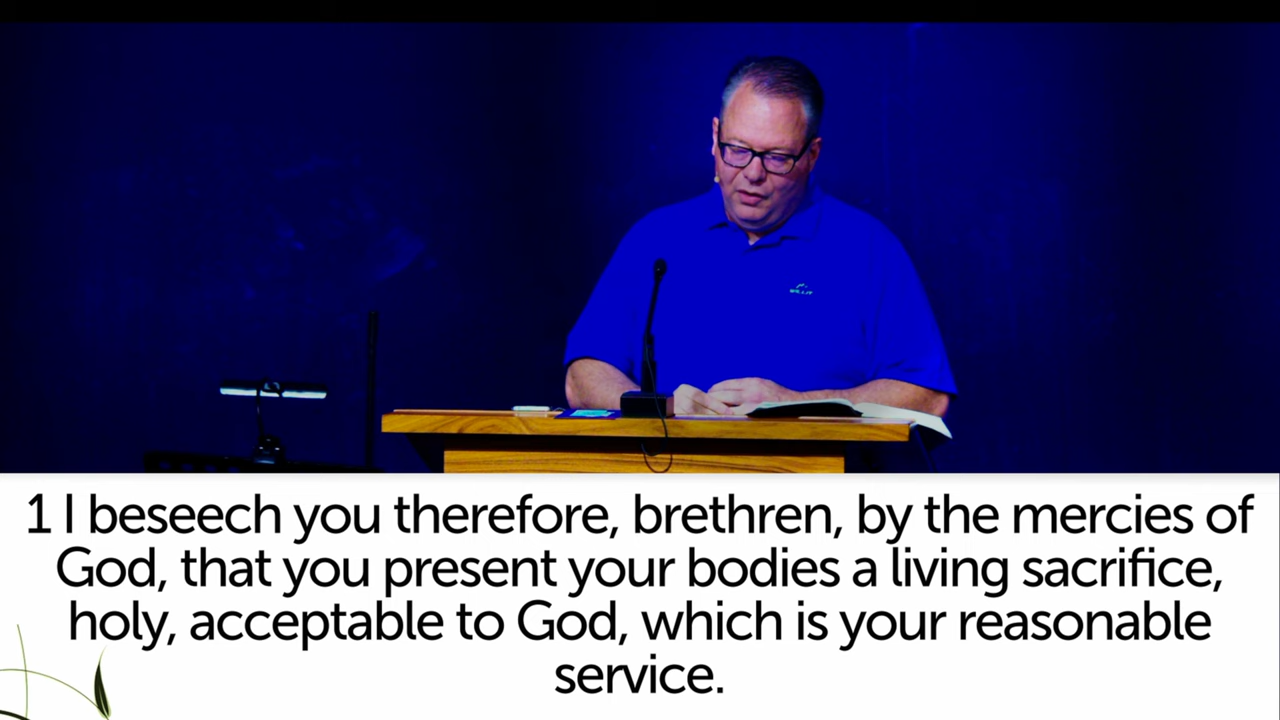 1 I beseech you therefore, brethren, by the mercies of
God, that you present your bodies a living sacrifice,
holy, acceptable to God, which is your reasonable
service.